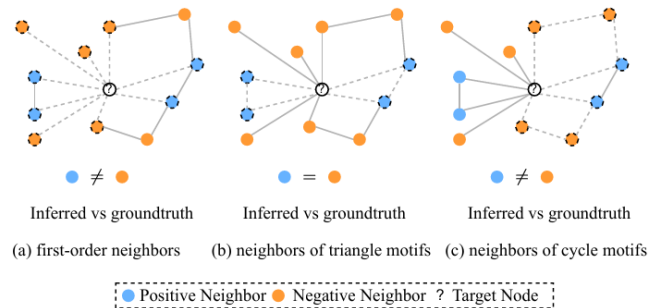 ? ? ?
≠ = ≠
Inferred vs groundtruth Inferred vs groundtruth Inferred vs groundtruth
(a) first-order neighbors (b) neighbors of triangle motifs (c) neighbors of cycle motifs
Positive Neighbor Negative Neighbor ? Target Node